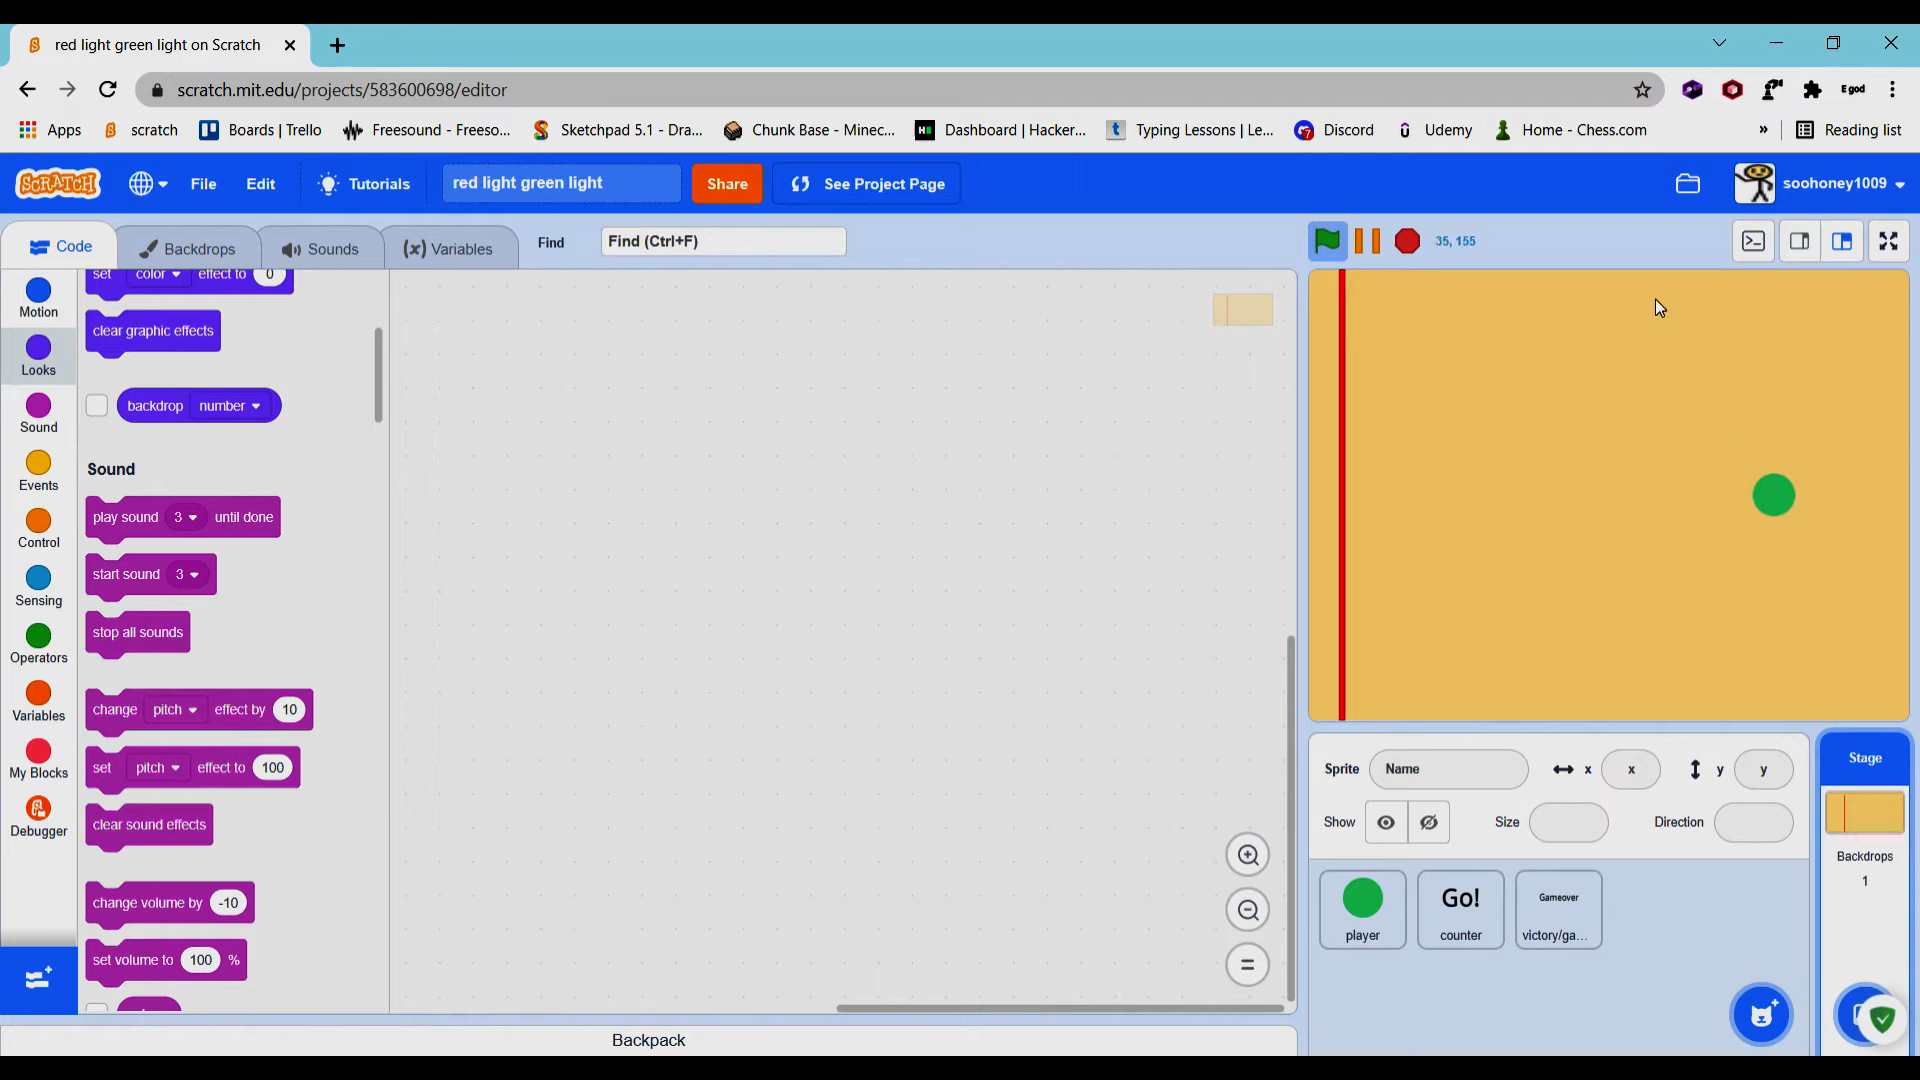 red light green light on Scratch
scratch.mit.edu/projects/583600698/editor
E god
Apps
scratch
Boards | Trello
Freesound - Freeso...
Sketchpad 5.1 - Dra...
Chunk Base - Minec...
Dashboard | Hacker...
Typing Lessons | Le...
Discord
Udemy
Home - Chess.com
»
Reading list
SCRATCH
File
Edit
Tutorials
red light green light
Share
See Project Page
soohoney1009
Code
Backdrops
Sounds
(x) Variables
Find
Find (Ctrl+F)
35, 155
Motion
Looks
Sound
Events
Control
Sensing
Operators
Variables
My Blocks
Debugger
set color effect to 0
clear graphic effects
backdrop number
Sound
play sound 3 until done
start sound 3
stop all sounds
change pitch effect by 10
set pitch effect to 100
clear sound effects
change volume by -10
set volume to 100 %
Backpack
Sprite Name x x y y
Show Size Direction
Go!
Gameover
player
counter
victory/ga...
Stage
Backdrops
1